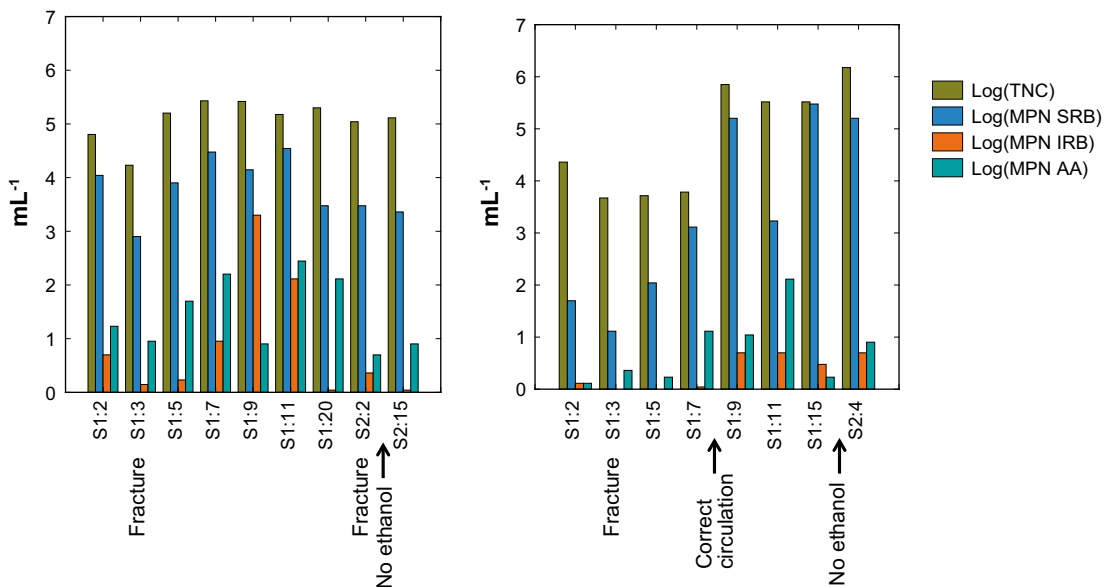 7
6
5
4
3
2
1
0
mL-1
S1:2
S1:3
S1:5
S1:7
S1:9
S1:11
S1:20
S2:2
S2:15
Fracture
Fracture
No ethanol
7
6
5
4
3
2
1
0
mL-1
S1:2
S1:3
S1:5
S1:7
S1:9
S1:11
S1:15
S2:4
Fracture
Correct
circulation
No ethanol
Log(TNC)
Log(MPN SRB)
Log(MPN IRB)
Log(MPN AA)